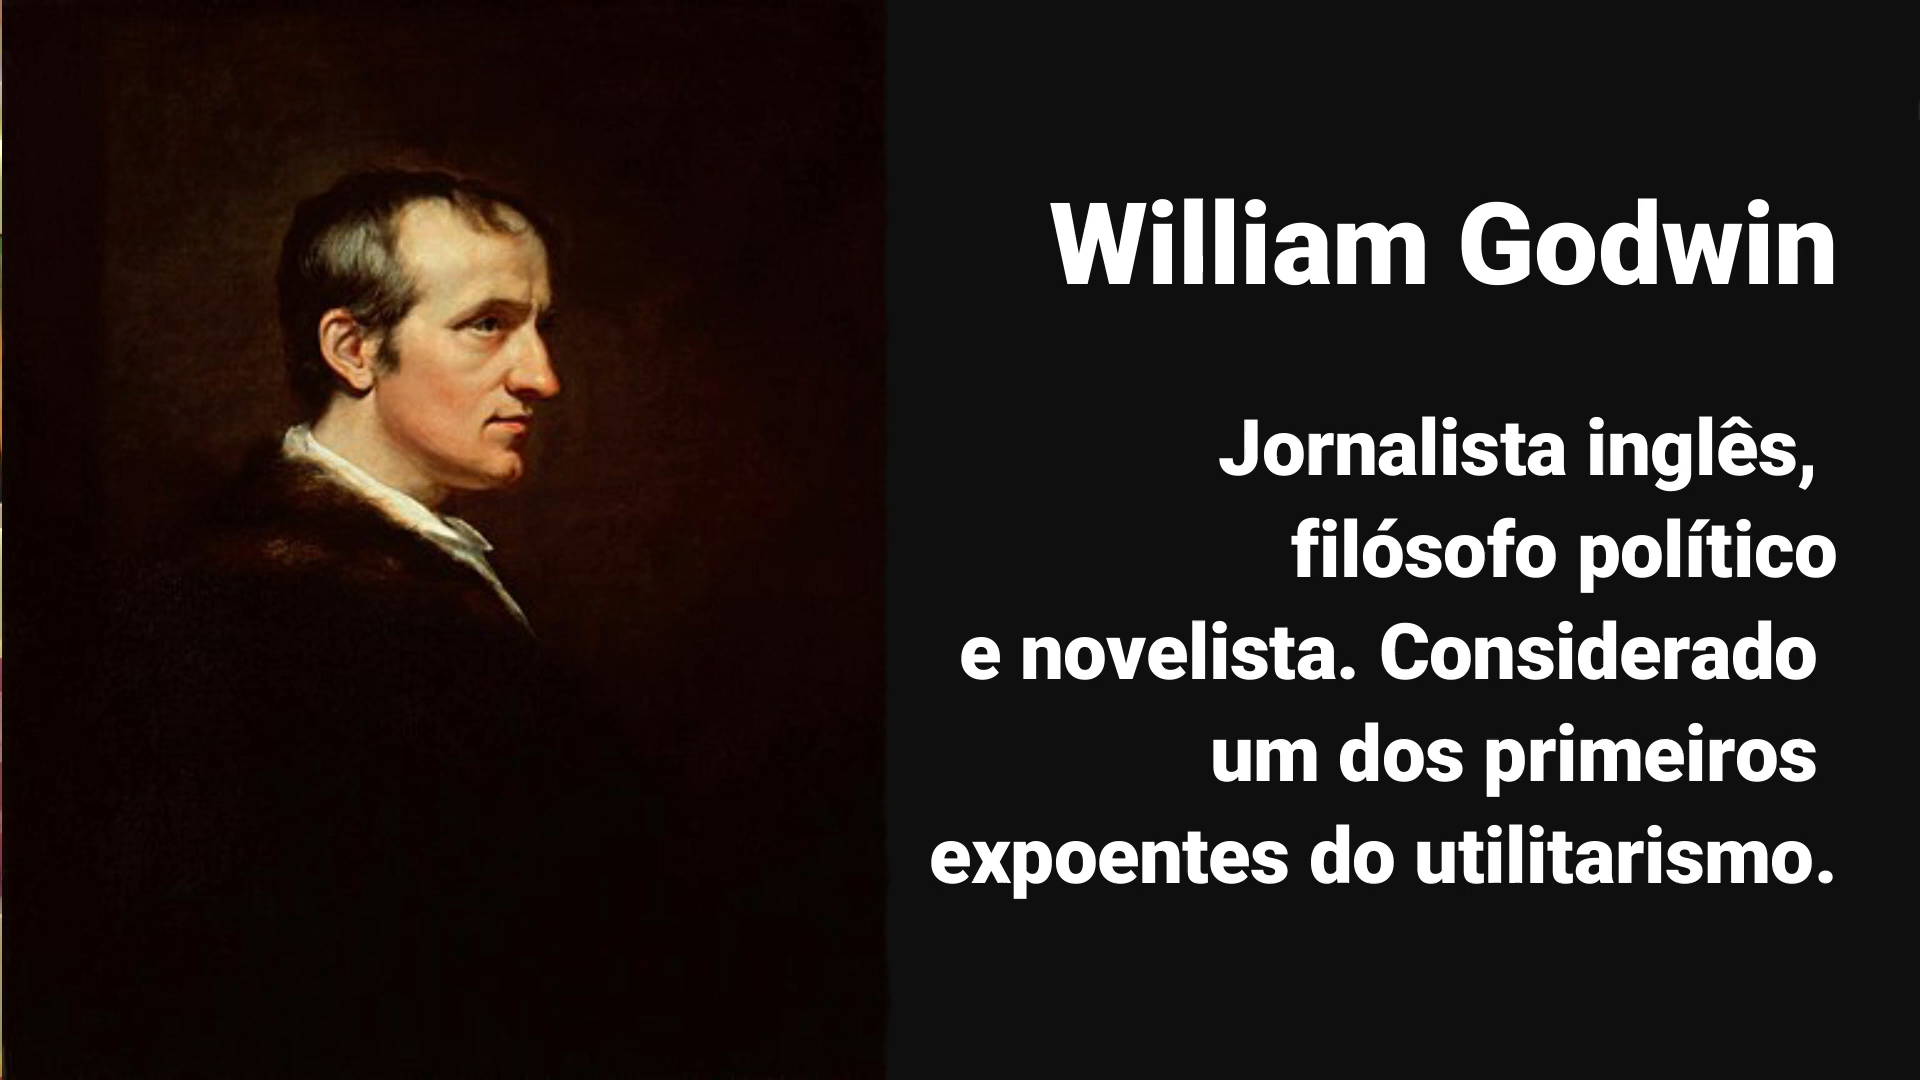 William Godwin
Jornalista inglês,
filósofo político
e novelista. Considerado
um dos primeiros
expoentes do utilitarismo.